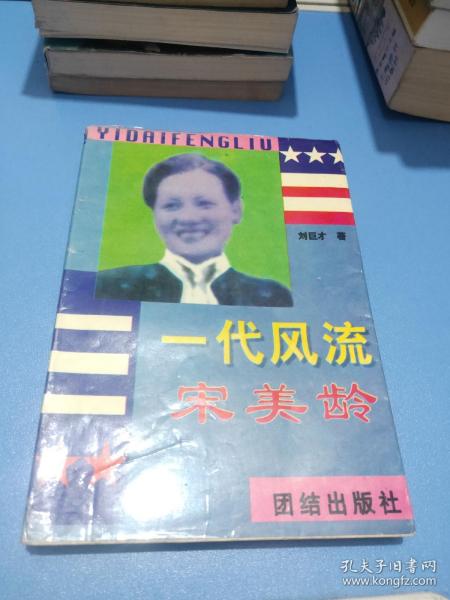 YIDAIFENGLIU
刘巨才 著
一代风流
宋美龄
团结出版社
孔夫子旧书网
www.kongfz.com